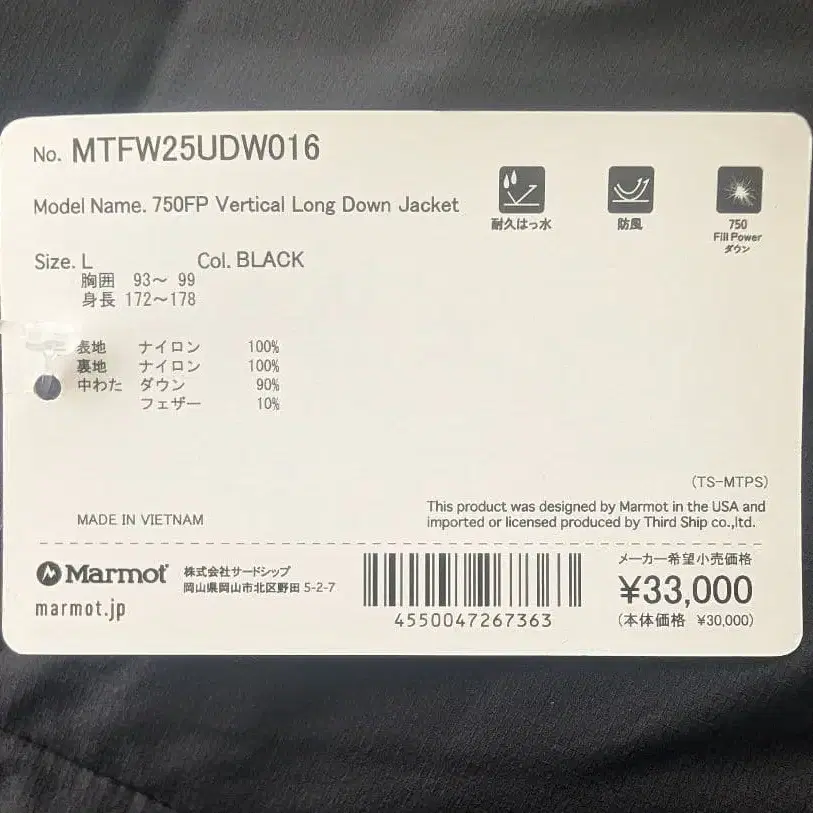 No. MTFW25UDW016
Model Name. 750FP Vertical Long Down Jacket
耐久はっ水
防風
750
Fill Power
ダウン
Size. L Col. BLACK
胸囲 93～ 99
身長 172～178
表地 ナイロン 100%
裏地 ナイロン 100%
中わた ダウン 90%
フェザー 10%
(TS-MTPS)
MADE IN VIETNAM
This product was designed by Marmot in the USA and
imported or licensed produced by Third Ship co.,ltd.
Marmot
marmot.jp
株式会社サードシップ
岡山県岡山市北区野田 5-2-7
4550047267363
メーカー希望小売価格
¥33,000
(本体価格 ¥30,000)